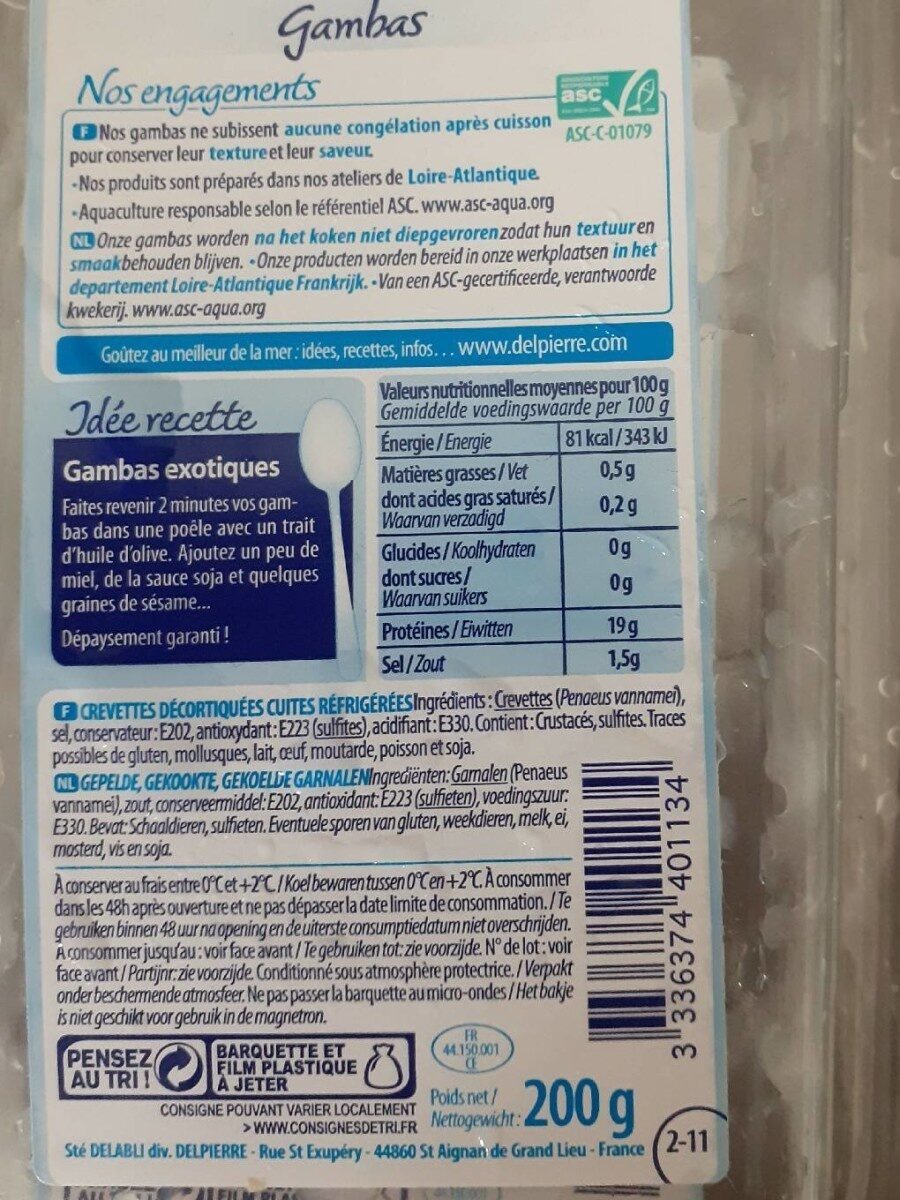 Gambas
Nos engagements
asc
ASC-C-01079
F Nos gambas ne subissent aucune congélation après cuisson
pour conserver leur texture et leur saveur.
•Nos produits sont préparés dans nos ateliers de Loire-Atlantique.
•Aquaculture responsable selon le référentiel ASC. www.asc-aqua.org
NL Onze gambas worden na het koken niet diepgevroren zodat hun textuur en
smaak behouden blijven. •Onze producten worden bereid in onze werkplaatsen in het
departement Loire-Atlantique Frankrijk. •Van een ASC-gecertificeerde, verantwoorde
kwekerij. www.asc-aqua.org
Goûtez au meilleur de la mer : idées, recettes, infos... www.delpierre.com
Idée recette
Gambas exotiques
Faites revenir 2 minutes vos gam-
bas dans une poêle avec un trait
d'huile d'olive. Ajoutez un peu de
miel, de la sauce soja et quelques
graines de sésame...
Dépaysement garanti !
Valeurs nutritionnelles moyennes pour 100 g
Gemiddelde voedingswaarde per 100 g
Énergie / Energie 81 kcal / 343 kJ
Matières grasses / Vet 0,5 g
dont acides gras saturés /
Waarvan verzadigd 0,2 g
Glucides / Koolhydraten 0 g
dont sucres /
Waarvan suikers 0 g
Protéines / Eiwitten 19 g
Sel / Zout 1,5g
F CREVETTES DÉCORTIQUÉES CUITES RÉFRIGÉRÉES Ingrédients : Crevettes (Penaeus vannamei),
sel, conservateur : E202, antioxydant : E223 (sulfites), acidifiant : E330. Contient : Crustacés, sulfites. Traces
possibles de gluten, mollusques, lait, œuf, moutarde, poisson et soja.
NL GEPELDE, GEKOOKTE, GEKOELDE GARNALEN Ingrediënten: Garnalen (Penaeus
vannamei), zout, conserveermiddel: E202, antioxidant: E223 (sulfieten), voedingszuur:
E330. Bevat: Schaaldieren, sulfieten. Eventuele sporen van gluten, weekdieren, melk, ei,
mosterd, vis en soja.
À conserver au frais entre 0°C et +2°C. / Koel bewaren tussen 0°C en +2°C. À consommer
dans les 48h après ouverture et ne pas dépasser la date limite de consommation. / Te
gebruiken binnen 48 uur na opening en de uiterste consumptiedatum niet overschrijden.
A consommer jusqu'au : voir face avant / Te gebruiken tot: zie voorzijde. N° de lot : voir
face avant / Partijnr: zie voorzijde. Conditionné sous atmosphère protectrice. / Verpakt
onder beschermende atmosfeer. Ne pas passer la barquette au micro-ondes / Het bakje
is niet geschikt voor gebruik in de magnetron.
3 336374 401134
PENSEZ
AU TRI !
BARQUETTE ET
FILM PLASTIQUE
À JETER
CONSIGNE POUVANT VARIER LOCALEMENT
> WWW.CONSIGNESDETRI.FR
FR
44.150.001
CE
Poids net /
Nettogewicht : 200 g
Sté DELABLI div. DELPIERRE - Rue St Exupéry - 44860 St Aignan de Grand Lieu - France
2-11